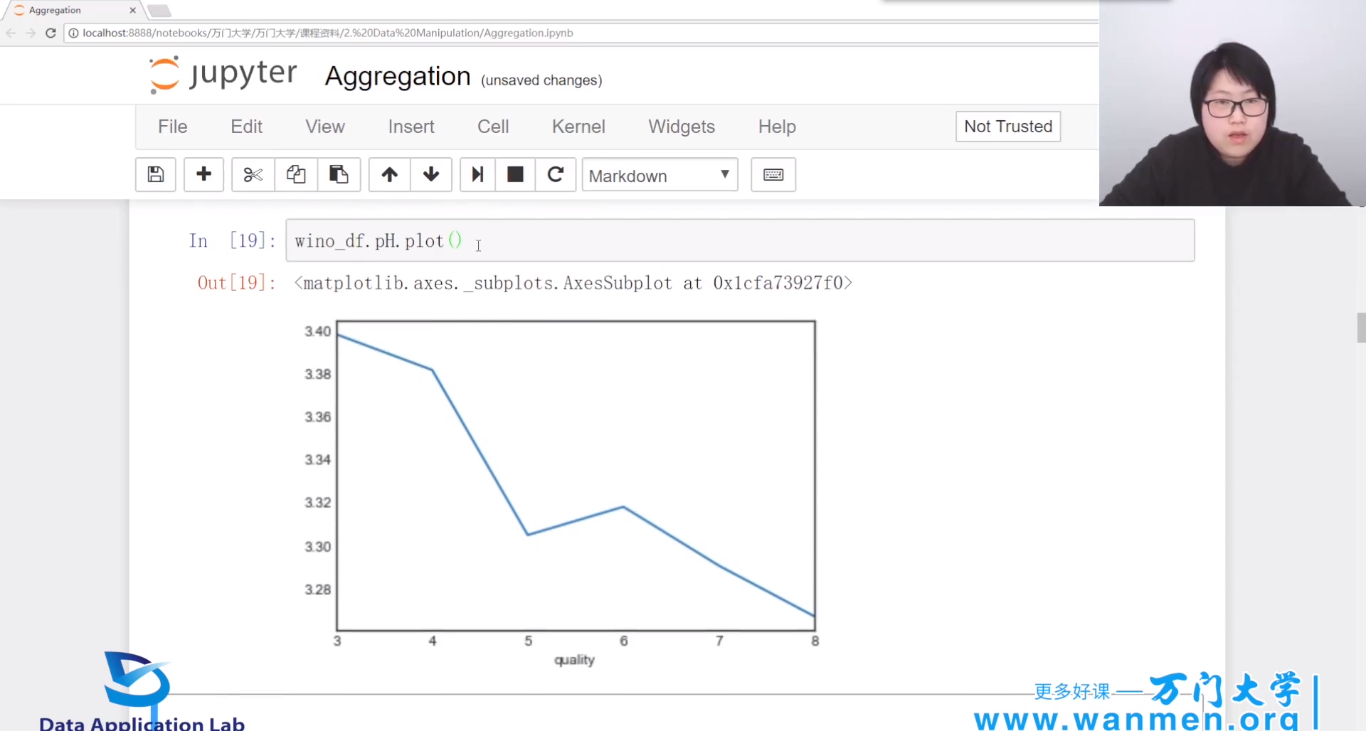 Aggregation
localhost:8888/notebooks/万门大学/万门大学/课程资料/2.%20Data%20Manipulation/Aggregation.ipynb
jupyter Aggregation (unsaved changes)
File Edit View Insert Cell Kernel Widgets Help Not Trusted
Markdown
In [19]: wino_df.pH.plot()
Out[19]: <matplotlib.axes._subplots.AxesSubplot at 0x1cfa73927f0>
3.40
3.38
3.36
3.34
3.32
3.30
3.28
3 4 5 6 7 8
quality
更多好课 万门大学
Data Application Lab
www.wanmen.org